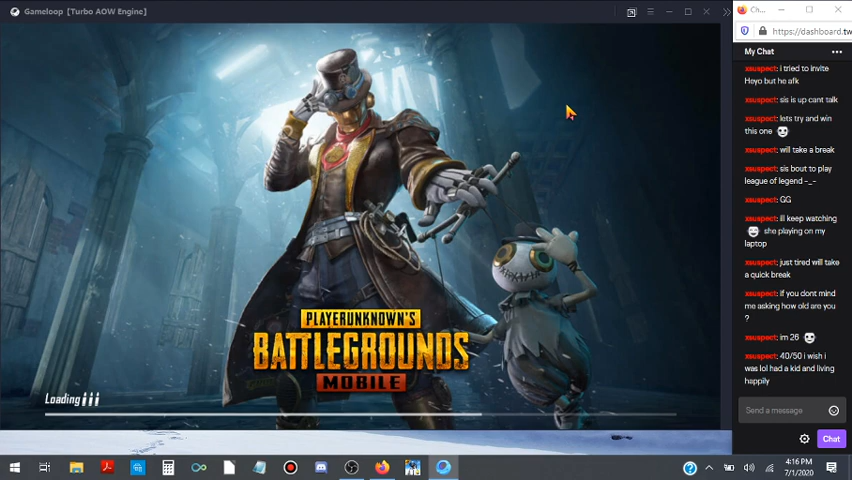 Gameloop [Turbo AOW Engine]
Ch...
https://dashboard.tw
My Chat
xsuspect: i tried to invite
Heyo but he afk
xsuspect: sis is up cant talk
xsuspect: lets try and win
this one
xsuspect: will take a break
xsuspect: sis bout to play
league of legend -_-
xsuspect: GG
xsuspect: ill keep watching
she playing on my
laptop
xsuspect: just tired will take
a quick break
xsuspect: if you dont mind
me asking how old are you
?
xsuspect: im 26
xsuspect: 40/50 i wish i
was lol had a kid and living
happily
PLAYERUNKNOWN'S
BATTLEGROUNDS
MOBILE
Loading
Send a message
Chat
4:16 PM
7/1/2020